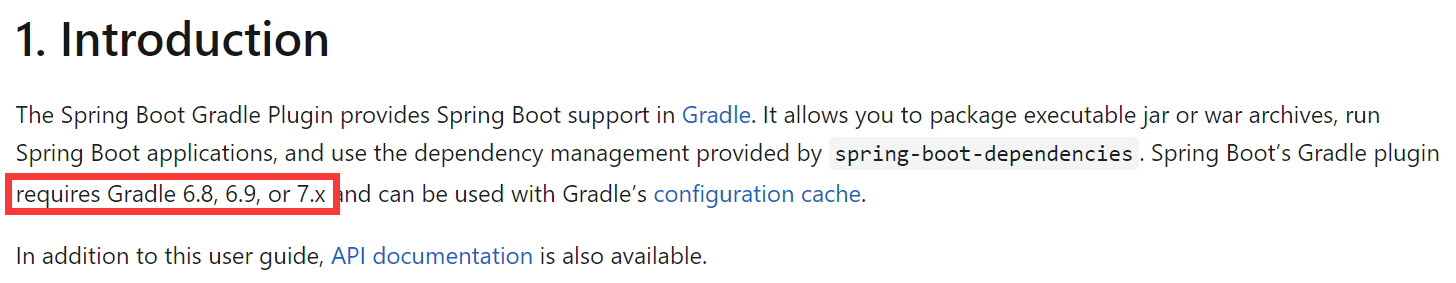 1. Introduction
The Spring Boot Gradle Plugin provides Spring Boot support in Gradle. It allows you to package executable jar or war archives, run
Spring Boot applications, and use the dependency management provided by spring-boot-dependencies. Spring Boot’s Gradle plugin
requires Gradle 6.8, 6.9, or 7.x and can be used with Gradle’s configuration cache.
In addition to this user guide, API documentation is also available.